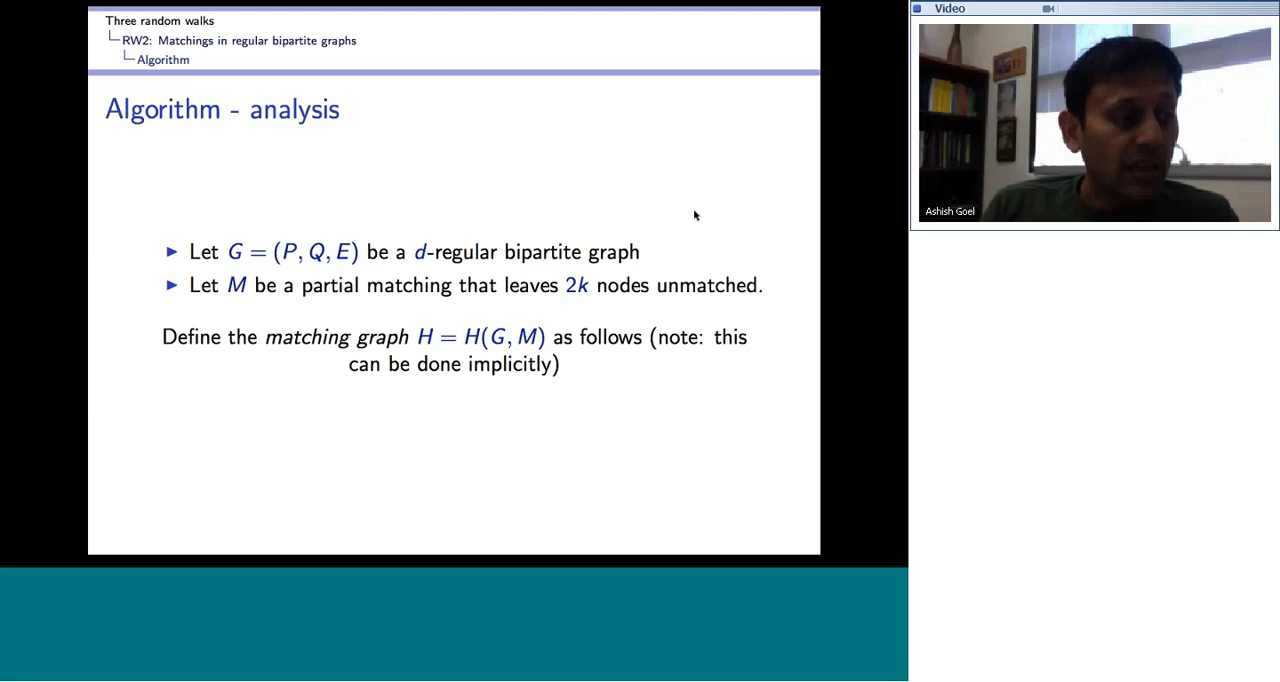 Three random walks
RW2: Matchings in regular bipartite graphs
Algorithm
Algorithm - analysis
Let G = (P, Q, E) be a d-regular bipartite graph
Let M be a partial matching that leaves 2k nodes unmatched.
Define the matching graph H = H(G, M) as follows (note: this
can be done implicitly)
Video
Ashish Goel